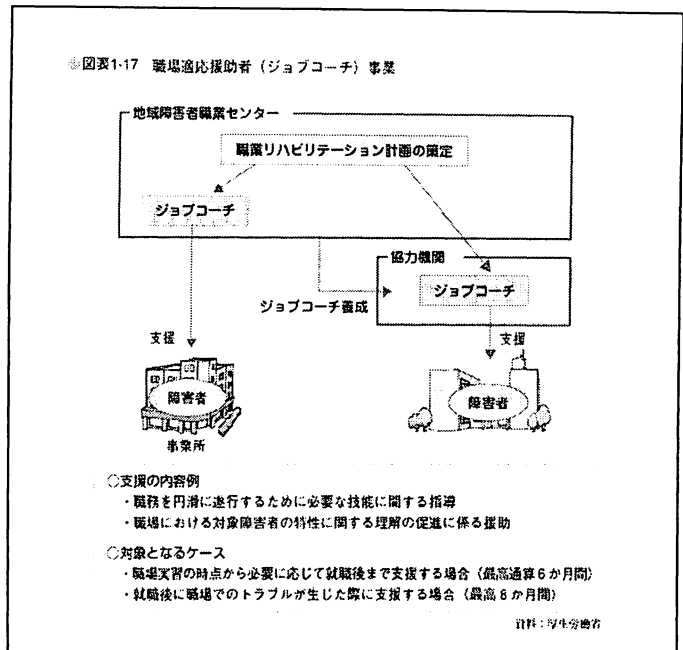 図表1-17 職場適応援助者（ジョブコーチ）事業
地域障害者職業センター
職業リハビリテーション計画の策定
ジョブコーチ
協力機関
ジョブコーチ
ジョブコーチ養成
支援
支援
障害者
障害者
事業所
○支援の内容例
・職務を円滑に遂行するために必要な技能に関する指導
・職場における対象障害者の特性に関する理解の促進に係る援助
○対象となるケース
・職場実習の時点から必要に応じて就職後まで支援する場合（最高通算6か月間）
・就職後に職場でのトラブルが生じた際に支援する場合（最高8か月間）
資料：厚生労働省